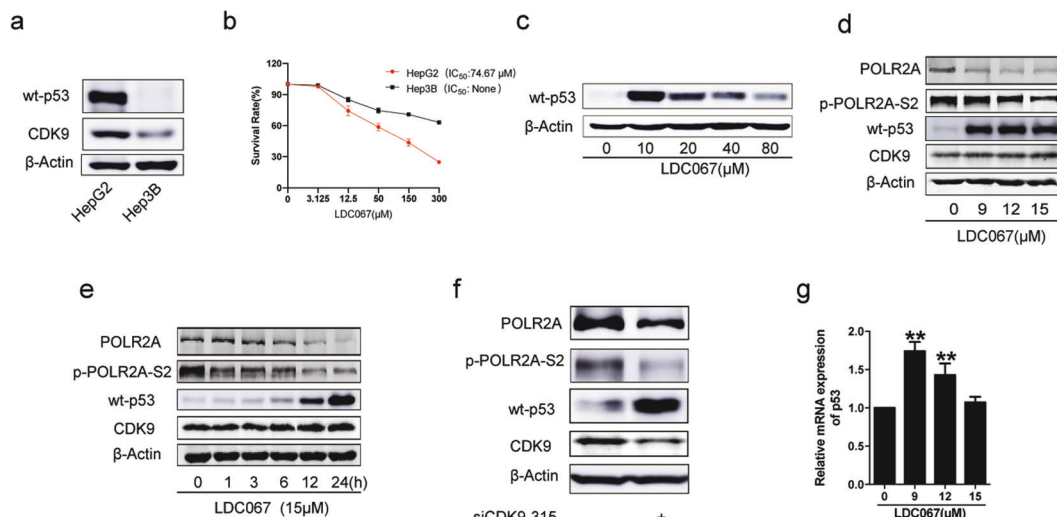 a
wt-p53
CDK9
β-Actin
HepG2 Hep3B
b
HepG2 (IC50:74.67 μM)
Hep3B (IC50: None)
Survival Rate(%)
120
90
60
30
0
0 3.125 12.5 50 150 300
LDC067(μM)
c
wt-p53
β-Actin
0 10 20 40 80
LDC067(μM)
d
POLR2A
p-POLR2A-S2
wt-p53
CDK9
β-Actin
0 9 12 15
LDC067(μM)
e
POLR2A
p-POLR2A-S2
wt-p53
CDK9
β-Actin
0 1 3 6 12 24(h)
LDC067 (15μM)
f
POLR2A
p-POLR2A-S2
wt-p53
CDK9
β-Actin
siCDK9-315 - +
g
Relative mRNA expression
of p53
2.0
1.5
1.0
0.5
0.0
** **
0 9 12 15
LDC067(μM)